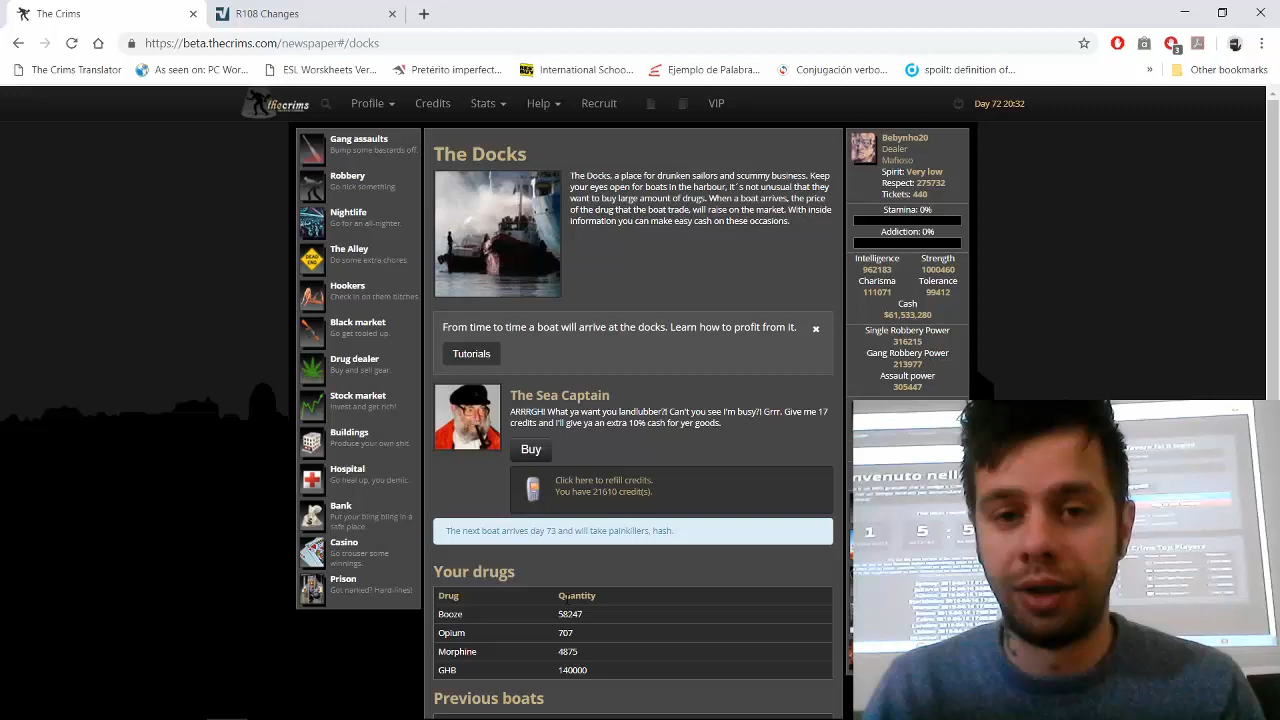 The Crims
R108 Changes
https://beta.thecrims.com/newspaper#/docks
3
The Crims Translator
As seen on: PC Wor...
ESL Worsheets Ver...
Pretérito imperfect...
International Schoo...
Ejemplo de Palabra...
Conjugación verbo...
spoilt: definition of...
»
Other bookmarks
thecrims
Profile
Credits
Stats
Help
Recruit
VIP
Day 72 20:32
Gang assaults
Bump some bastards off.
Robbery
Go nick something.
Nightlife
Go for an all-nighter.
The Alley
DEAD END
Do some extra chores.
Hookers
Check in on them bitches
Black market
Go get tooled up.
Drug dealer
Buy and sell gear.
Stock market
Invest and get rich!
Buildings
Produce your own shit.
Hospital
Go heal up, you demic.
Bank
Put your bling bling in a
safe place.
Casino
Go trouser some
winnings.
Prison
Got narked? Hard-lines!
The Docks
The Docks, a place for drunken sailors and scummy business. Keep
your eyes open for boats in the harbour, it´s not unusual that they
want to buy large amount of drugs. When a boat arrives, the price
of the drug that the boat trade, will raise on the market. With inside
information you can make easy cash on these occasions.
From time to time a boat will arrive at the docks. Learn how to profit from it.
Tutorials
The Sea Captain
ARRRGH! What ya want you landlubber?! Can't you see I'm busy?! Grrr. Give me 17
credits and I'll give ya an extra 10% cash for yer goods.
Buy
Click here to refill credits.
You have 21610 credit(s).
The next boat arrives day 73 and will take painkillers, hash.
Your drugs
Drug Quantity
Booze 58247
Opium 707
Morphine 4875
GHB 140000
Previous boats
Bebynho20
Dealer
Mafioso
Spirit: Very low
Respect: 275732
Tickets: 440
Stamina: 0%
Addiction: 0%
Intelligence Strength
962183 1000460
Charisma Tolerance
111071 99412
Cash
$61,533,280
Single Robbery Power
316215
Gang Robbery Power
213977
Assault power
305447